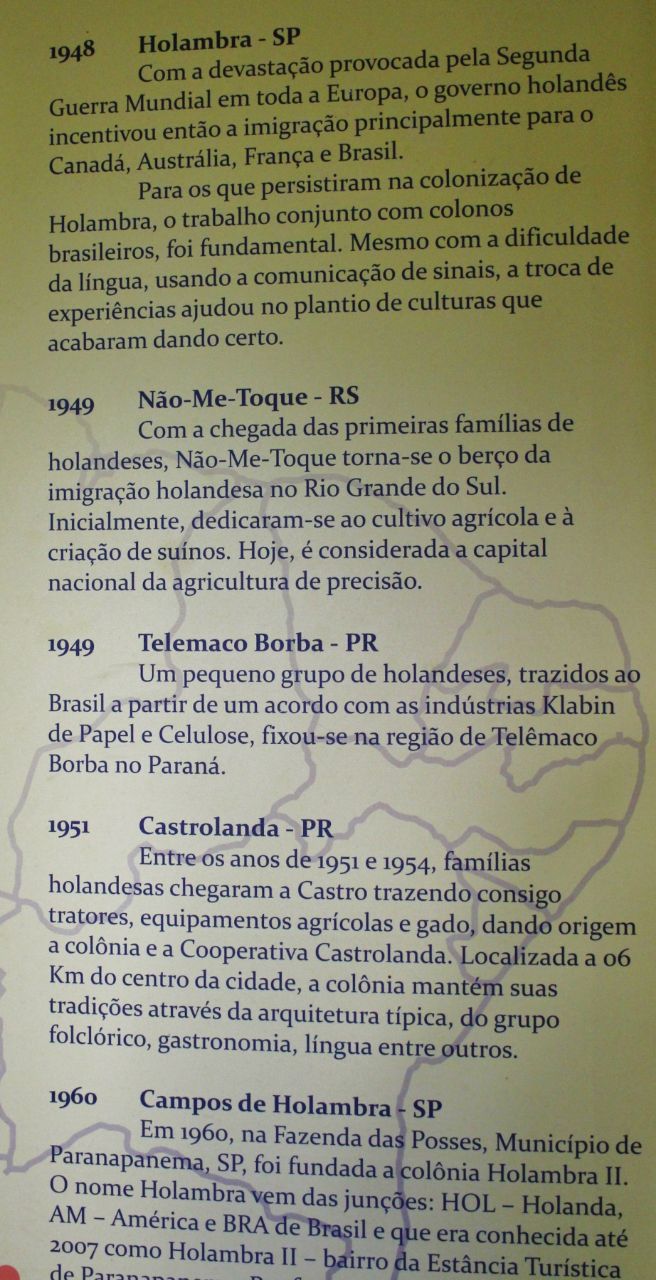 1948 Holambra - SP
Com a devastação provocada pela Segunda
Guerra Mundial em toda a Europa, o governo holandês
incentivou então a imigração principalmente para o
Canadá, Austrália, França e Brasil.
Para os que persistiram na colonização de
Holambra, o trabalho conjunto com colonos
brasileiros, foi fundamental. Mesmo com a dificuldade
da língua, usando a comunicação de sinais, a troca de
experiências ajudou no plantio de culturas que
acabaram dando certo.
1949 Não-Me-Toque - RS
Com a chegada das primeiras famílias de
holandeses, Não-Me-Toque torna-se o berço da
imigração holandesa no Rio Grande do Sul.
Inicialmente, dedicaram-se ao cultivo agrícola e à
criação de suínos. Hoje, é considerada a capital
nacional da agricultura de precisão.
1949 Telemaco Borba - PR
Um pequeno grupo de holandeses, trazidos ao
Brasil a partir de um acordo com as indústrias Klabin
de Papel e Celulose, fixou-se na região de Telêmaco
Borba no Paraná.
1951 Castrolanda - PR
Entre os anos de 1951 e 1954, famílias
holandesas chegaram a Castro trazendo consigo
tratores, equipamentos agrícolas e gado, dando origem
a colônia e a Cooperativa Castrolanda. Localizada a 06
Km do centro da cidade, a colônia mantém suas
tradições através da arquitetura típica, do grupo
folclórico, gastronomia, língua entre outros.
1960 Campos de Holambra - SP
Em 1960, na Fazenda das Posses, Município de
Paranapanema, SP, foi fundada a colônia Holambra II.
O nome Holambra vem das junções: HOL – Holanda,
AM – América e BRA de Brasil e que era conhecida até
2007 como Holambra II – bairro da Estância Turística
de